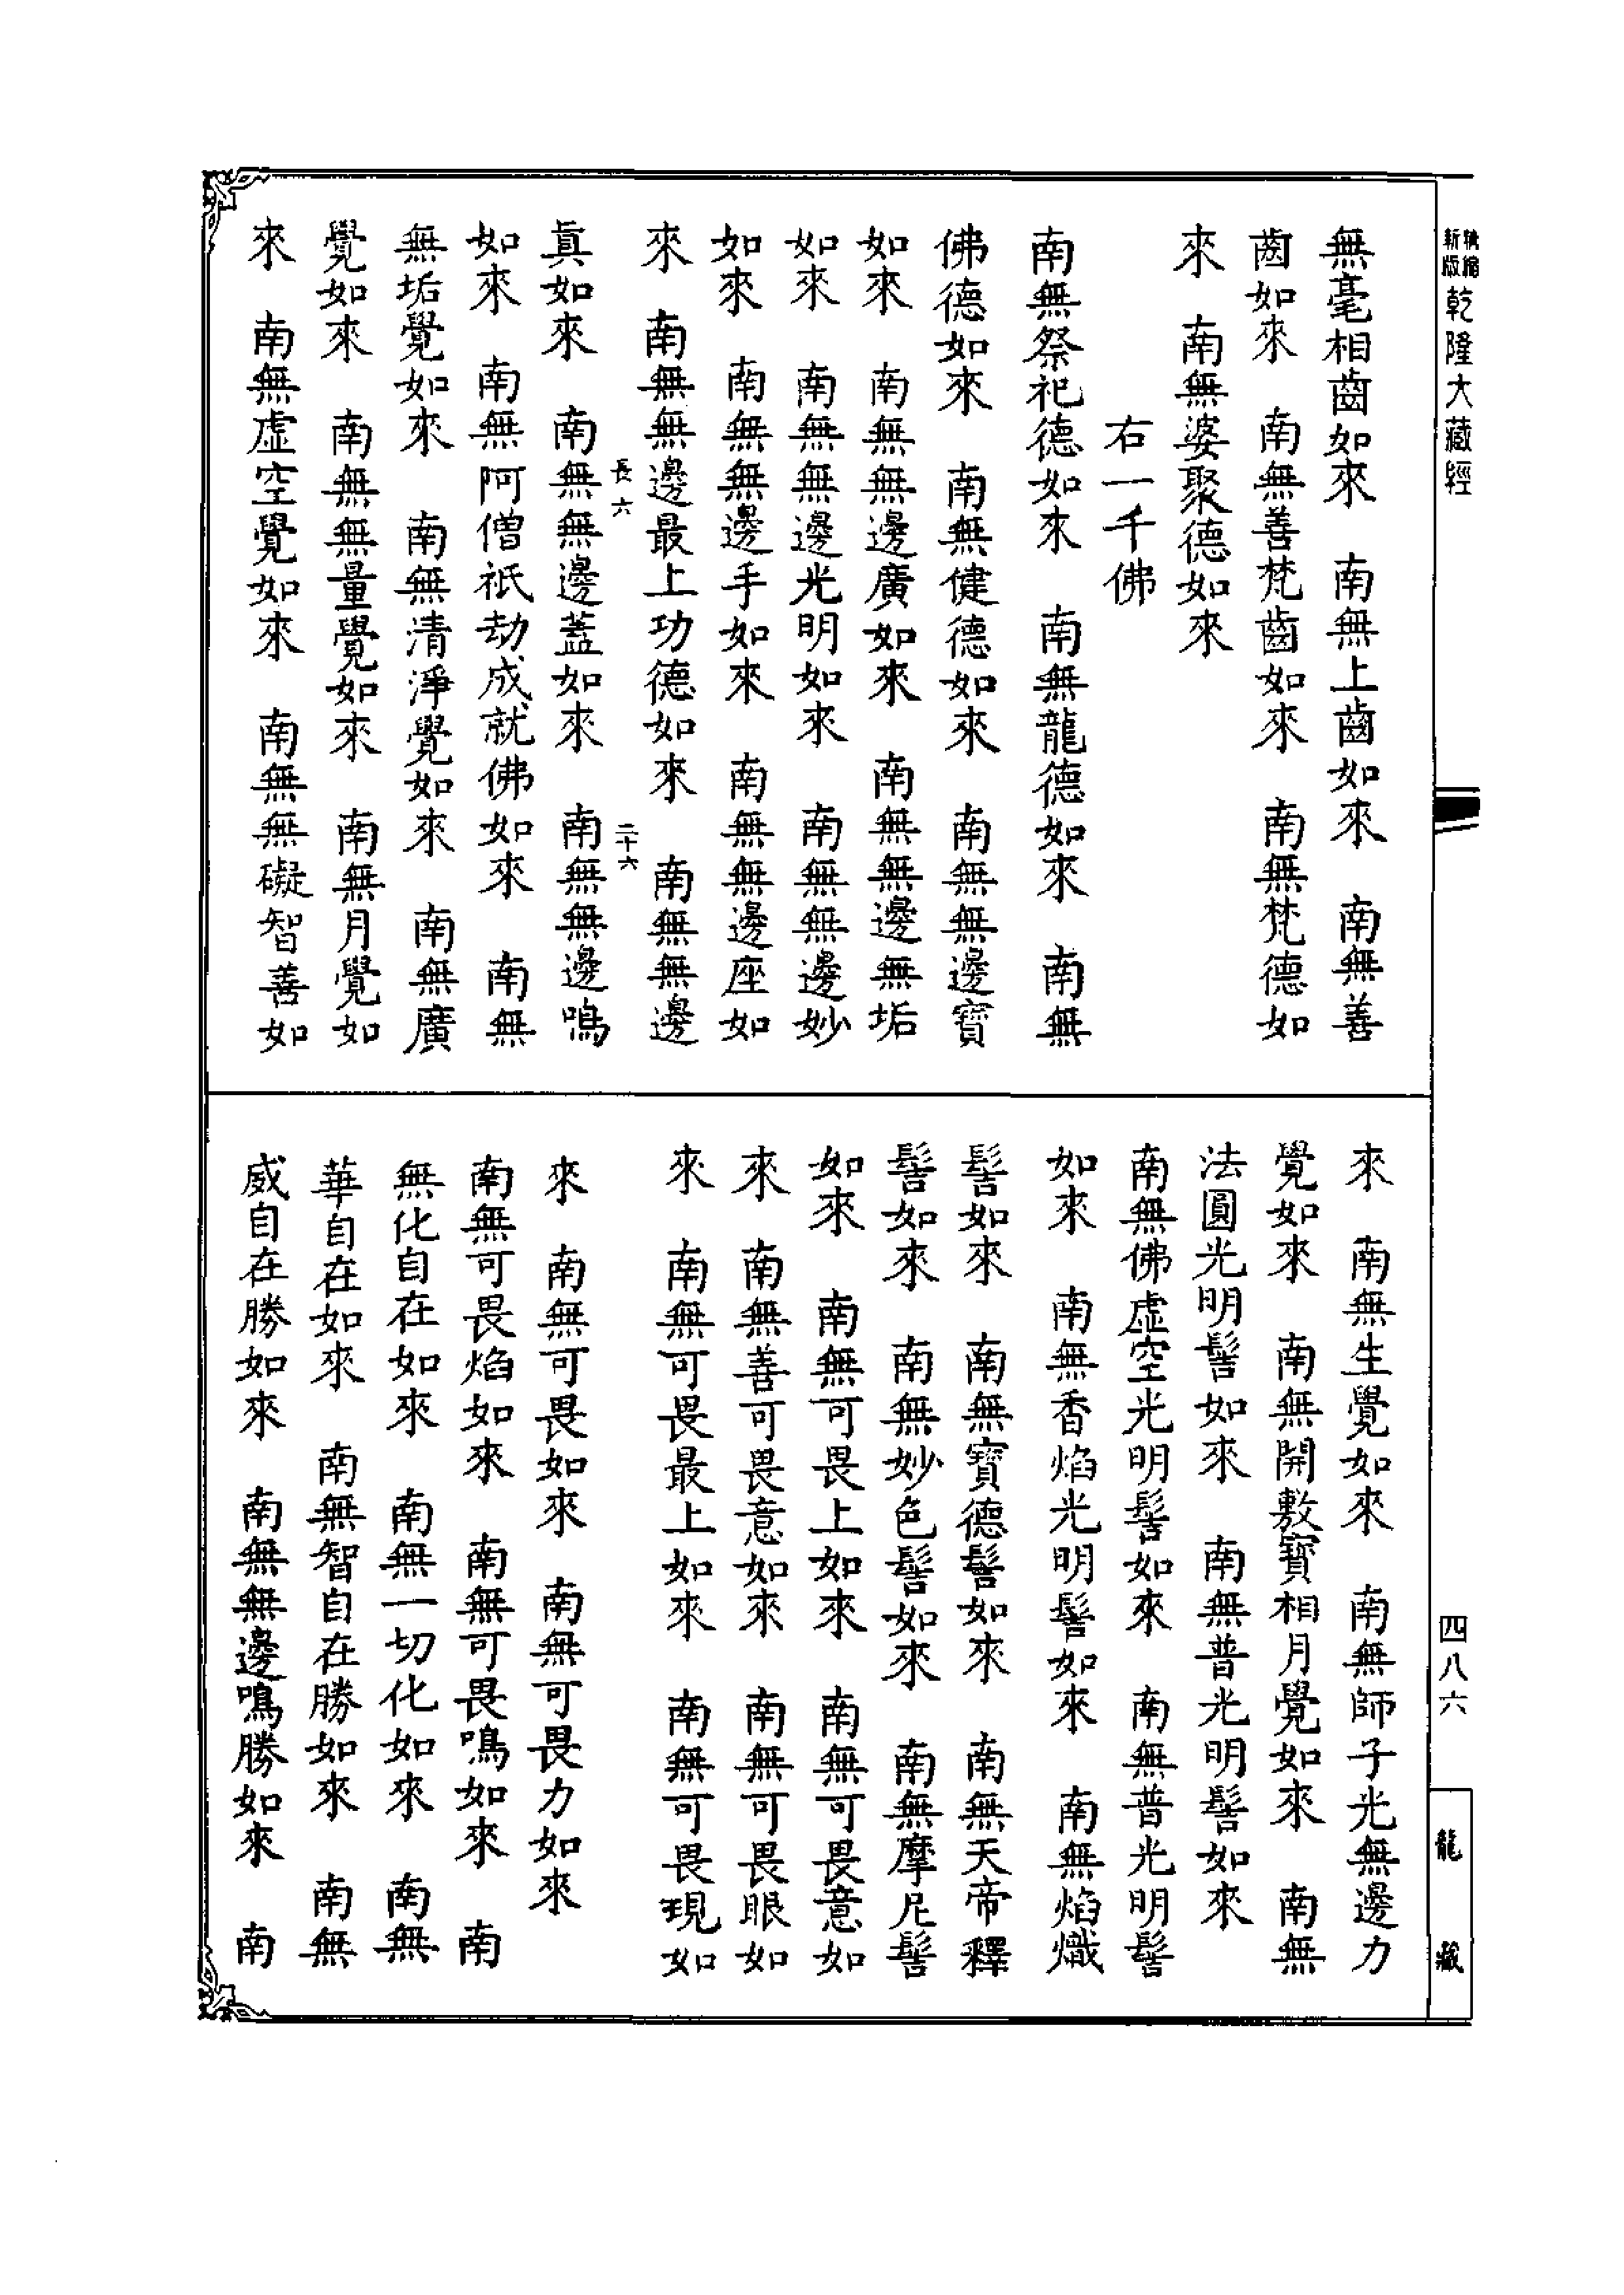 新版
精縮
乾隆大藏經
無毫相齒如來　南無上齒如來　南無善
齒如來　南無善梵齒如來　南無梵德如
來　南無婆聚德如來
右一千佛
南無祭祀德如來　南無龍德如來　南無
佛德如來　南無健德如來　南無無邊寶
如來　南無無邊廣如來　南無無邊無垢
如來　南無無邊光明如來　南無無邊妙
如來　南無無邊手如來　南無無邊座如
來　南無無邊最上功德如來　南無無邊
長六　二十六
真如來　南無無邊蓋如來　南無無邊鳴
如來　南無阿僧祇劫成就佛如來　南無
無垢覺如來　南無清淨覺如來　南無廣
覺如來　南無無量覺如來　南無月覺如
來　南無虛空覺如來　南無無礙智善如
來　南無生覺如來　南無師子光無邊力
覺如來　南無開敷寶相月覺如來　南無
法圓光明髻如來　南無普光明髻如來
南無佛虛空光明髻如來　南無普光明髻
如來　南無香焰光明髻如來　南無焰熾
髻如來　南無寶德髻如來　南無天帝釋
髻如來　南無妙色髻如來　南無摩尼髻
如來　南無可畏上如來　南無可畏意如
來　南無善可畏意如來　南無可畏眼如
來　南無可畏最上如來　南無可畏現如
來　南無可畏如來　南無可畏力如來
南無可畏焰如來　南無可畏鳴如來　南
無化自在如來　南無一切化如來　南無
華自在如來　南無智自在勝如來　南無
威自在勝如來　南無無邊鳴勝如來　南
四八六
龍藏